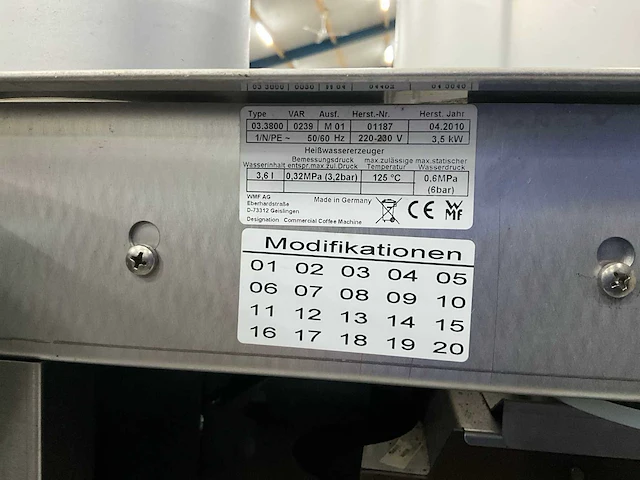 Type VAR Ausf. Herst.-Nr. Herst. Jahr
03.3800 0239 M 01 01187 04.2010
1/N/PE ~ 50/60 Hz 220-230 V 3,5 kW
Heißwassererzeuger
Wasserinhalt Bemessungsdruck entspr.max.zul.Druck max.zulässige Temperatur max.statischer Wasserdruck
3,6 l 0,32MPa (3,2bar) 125 °C 0.6MPa (6bar)
WMF AG Made in Germany
Eberhardstraße
D-73312 Geislingen
Designation Commercial Coffee Machine
CE WMF
Modifikationen
01 02 03 04 05
06 07 08 09 10
11 12 13 14 15
16 17 18 19 20